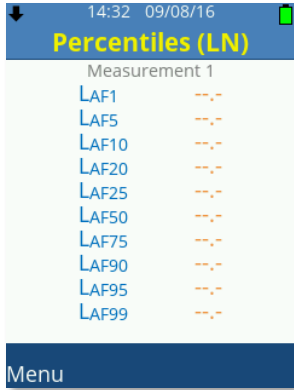 14:32 09/08/16
Percentiles (LN)
Measurement 1
LAF1 --.-
LAF5 --.-
LAF10 --.-
LAF20 --.-
LAF25 --.-
LAF50 --.-
LAF75 --.-
LAF90 --.-
LAF95 --.-
LAF99 --.-
Menu